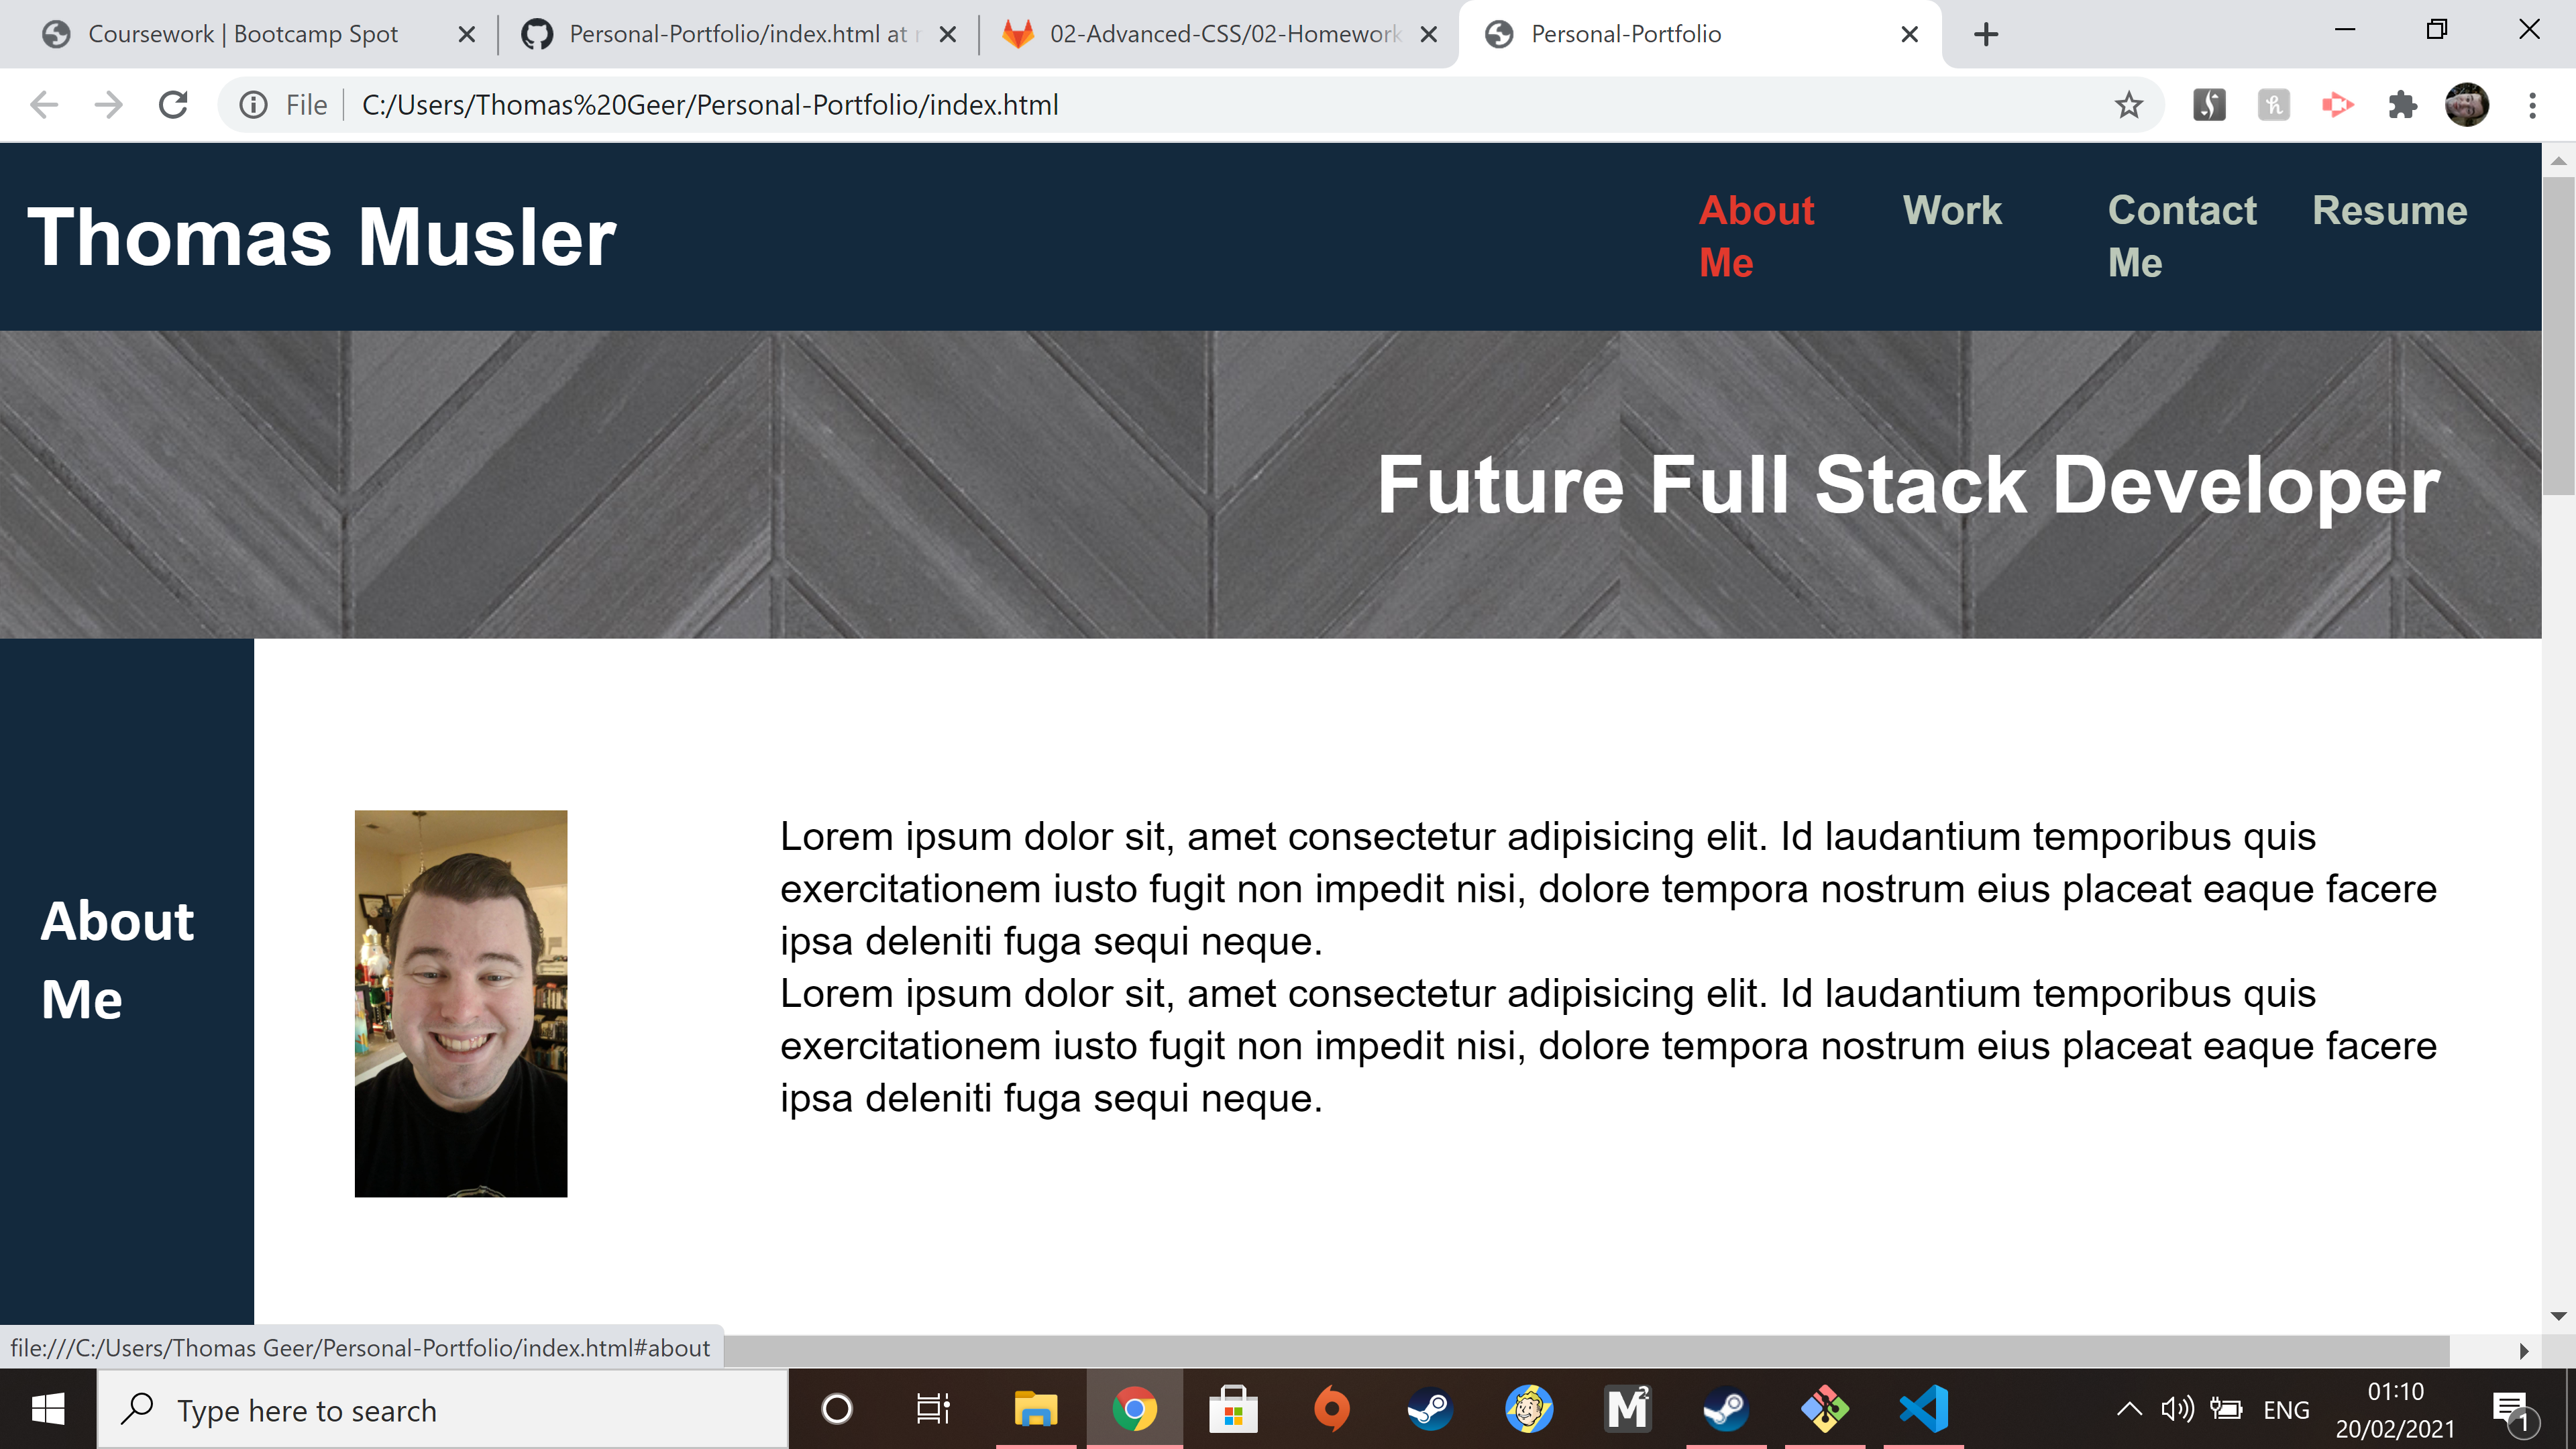 Coursework | Bootcamp Spot
Personal-Portfolio/index.html at
02-Advanced-CSS/02-Homework
Personal-Portfolio
File
C:/Users/Thomas%20Geer/Personal-Portfolio/index.html
Thomas Musler
About Me
Work
Contact Me
Resume
Future Full Stack Developer
About
Me
Lorem ipsum dolor sit, amet consectetur adipisicing elit. Id laudantium temporibus quis
exercitationem iusto fugit non impedit nisi, dolore tempora nostrum eius placeat eaque facere
ipsa deleniti fuga sequi neque.
Lorem ipsum dolor sit, amet consectetur adipisicing elit. Id laudantium temporibus quis
exercitationem iusto fugit non impedit nisi, dolore tempora nostrum eius placeat eaque facere
ipsa deleniti fuga sequi neque.
file:///C:/Users/Thomas Geer/Personal-Portfolio/index.html#about
Type here to search
M2
ENG
01:10
20/02/2021
1